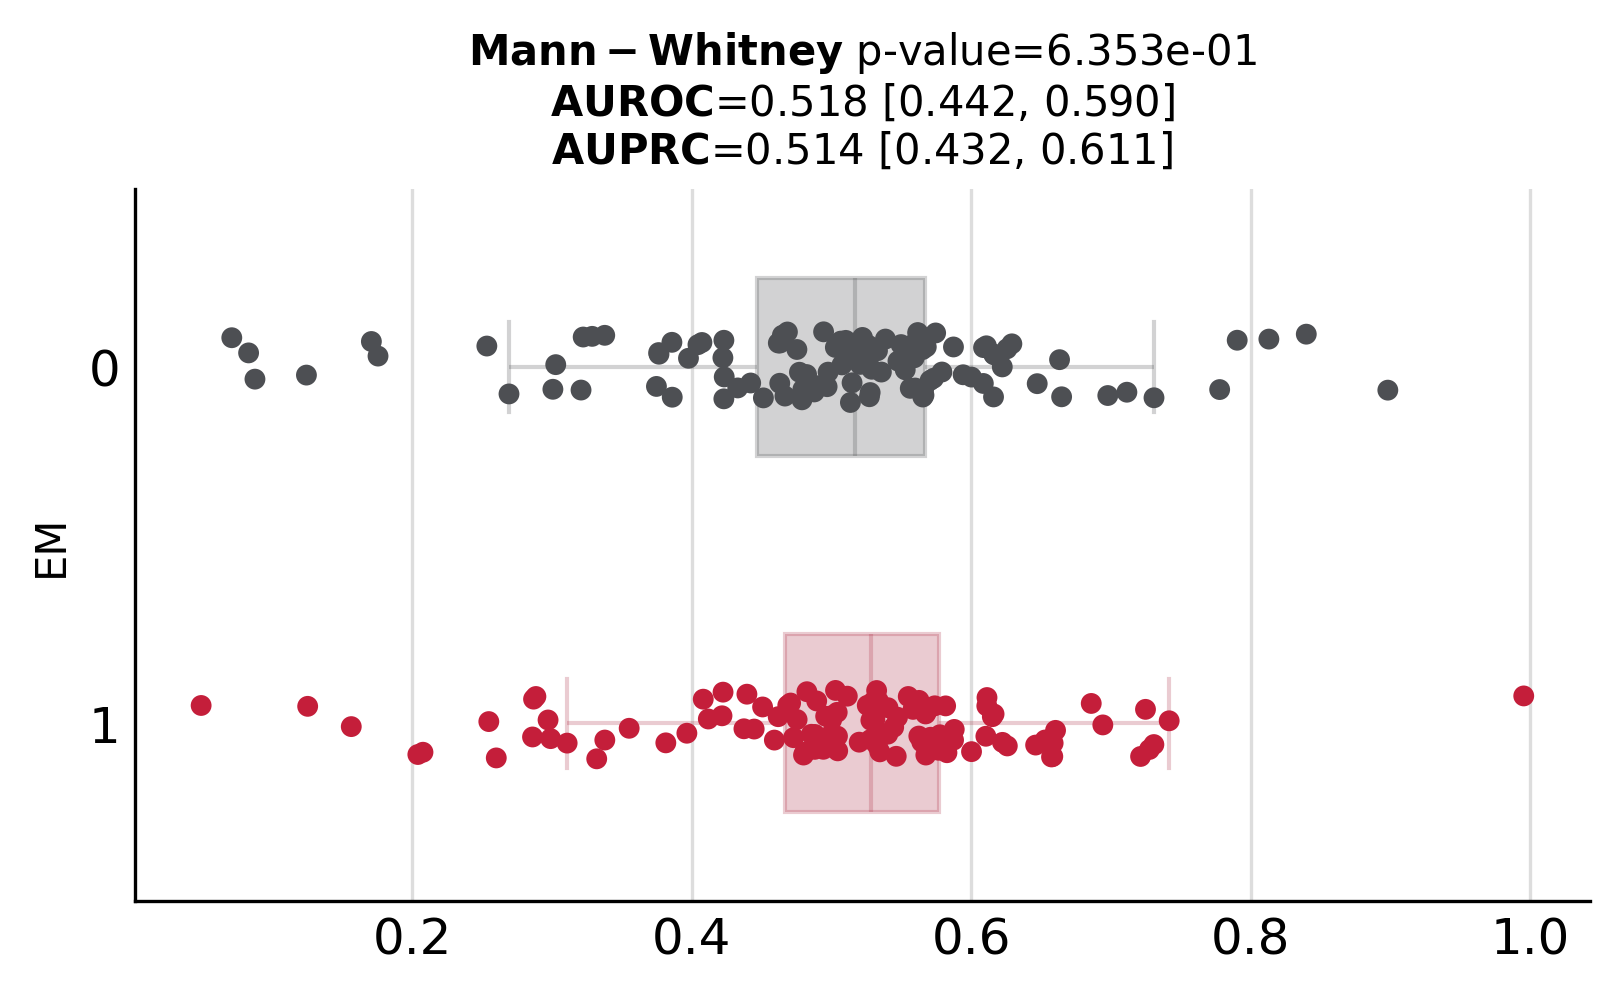 Mann−Whitney p-value=6.353e-01
AUROC=0.518 [0.442, 0.590]
AUPRC=0.514 [0.432, 0.611]
0
EM
1
0.2 0.4 0.6 0.8 1.0